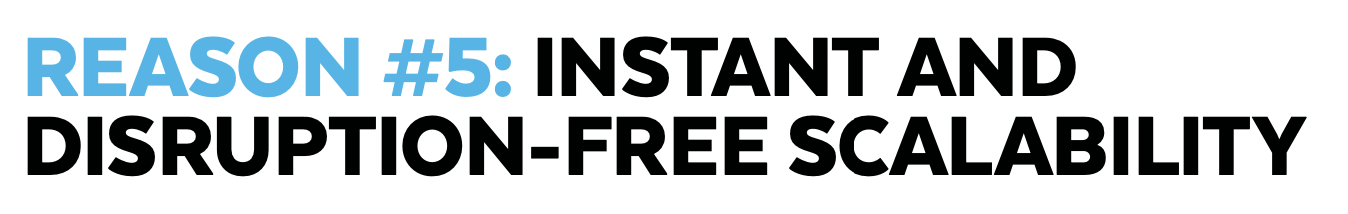 REASON #5: INSTANT AND
DISRUPTION-FREE SCALABILITY